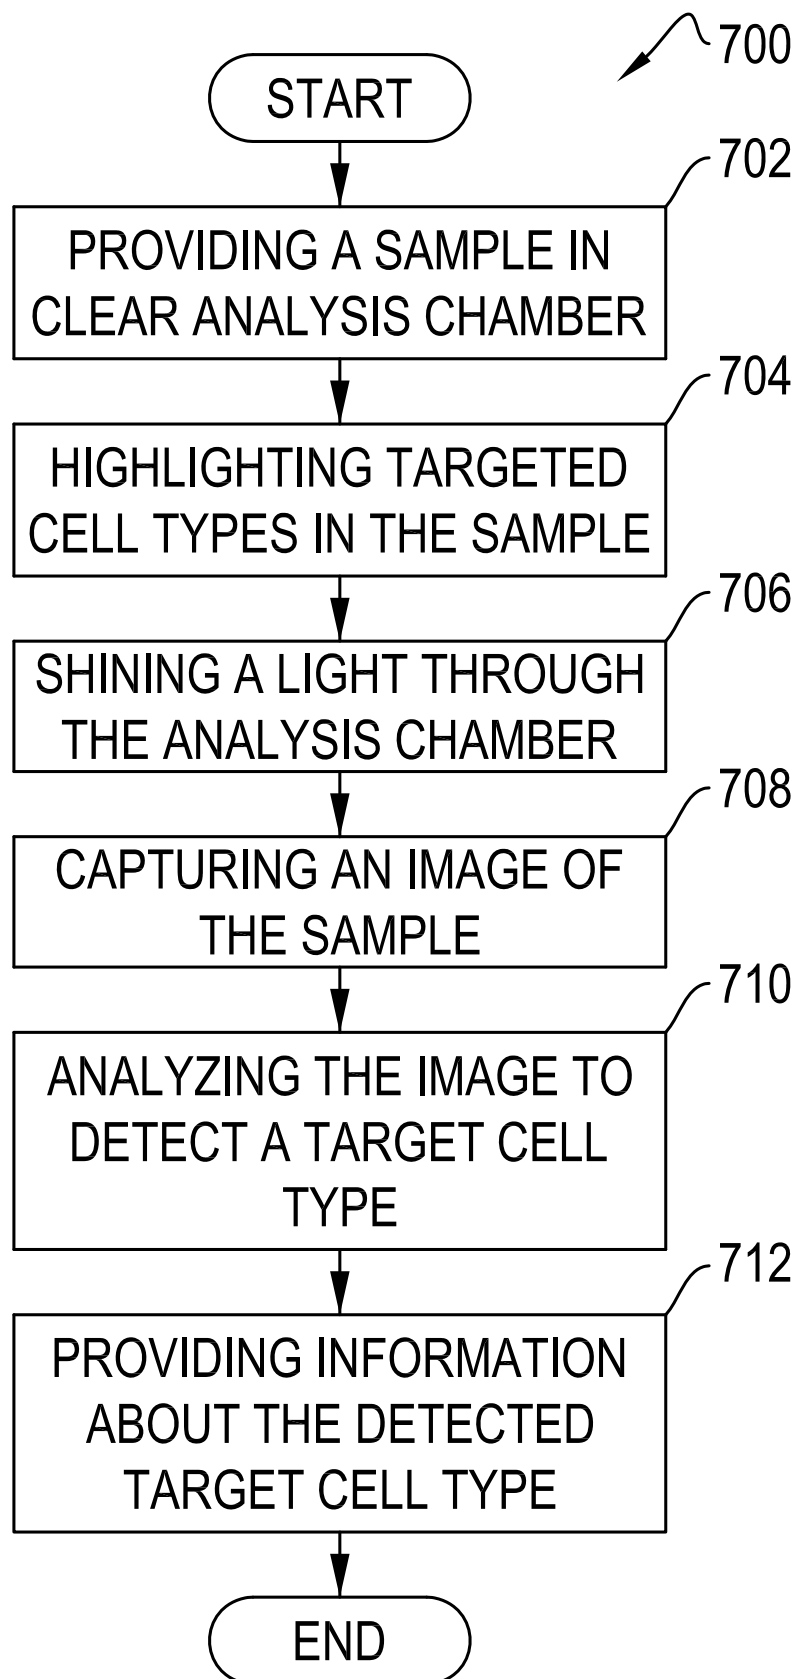 700
START
702
PROVIDING A SAMPLE IN
CLEAR ANALYSIS CHAMBER
704
HIGHLIGHTING TARGETED
CELL TYPES IN THE SAMPLE
706
SHINING A LIGHT THROUGH
THE ANALYSIS CHAMBER
708
CAPTURING AN IMAGE OF
THE SAMPLE
710
ANALYZING THE IMAGE TO
DETECT A TARGET CELL
TYPE
712
PROVIDING INFORMATION
ABOUT THE DETECTED
TARGET CELL TYPE
END